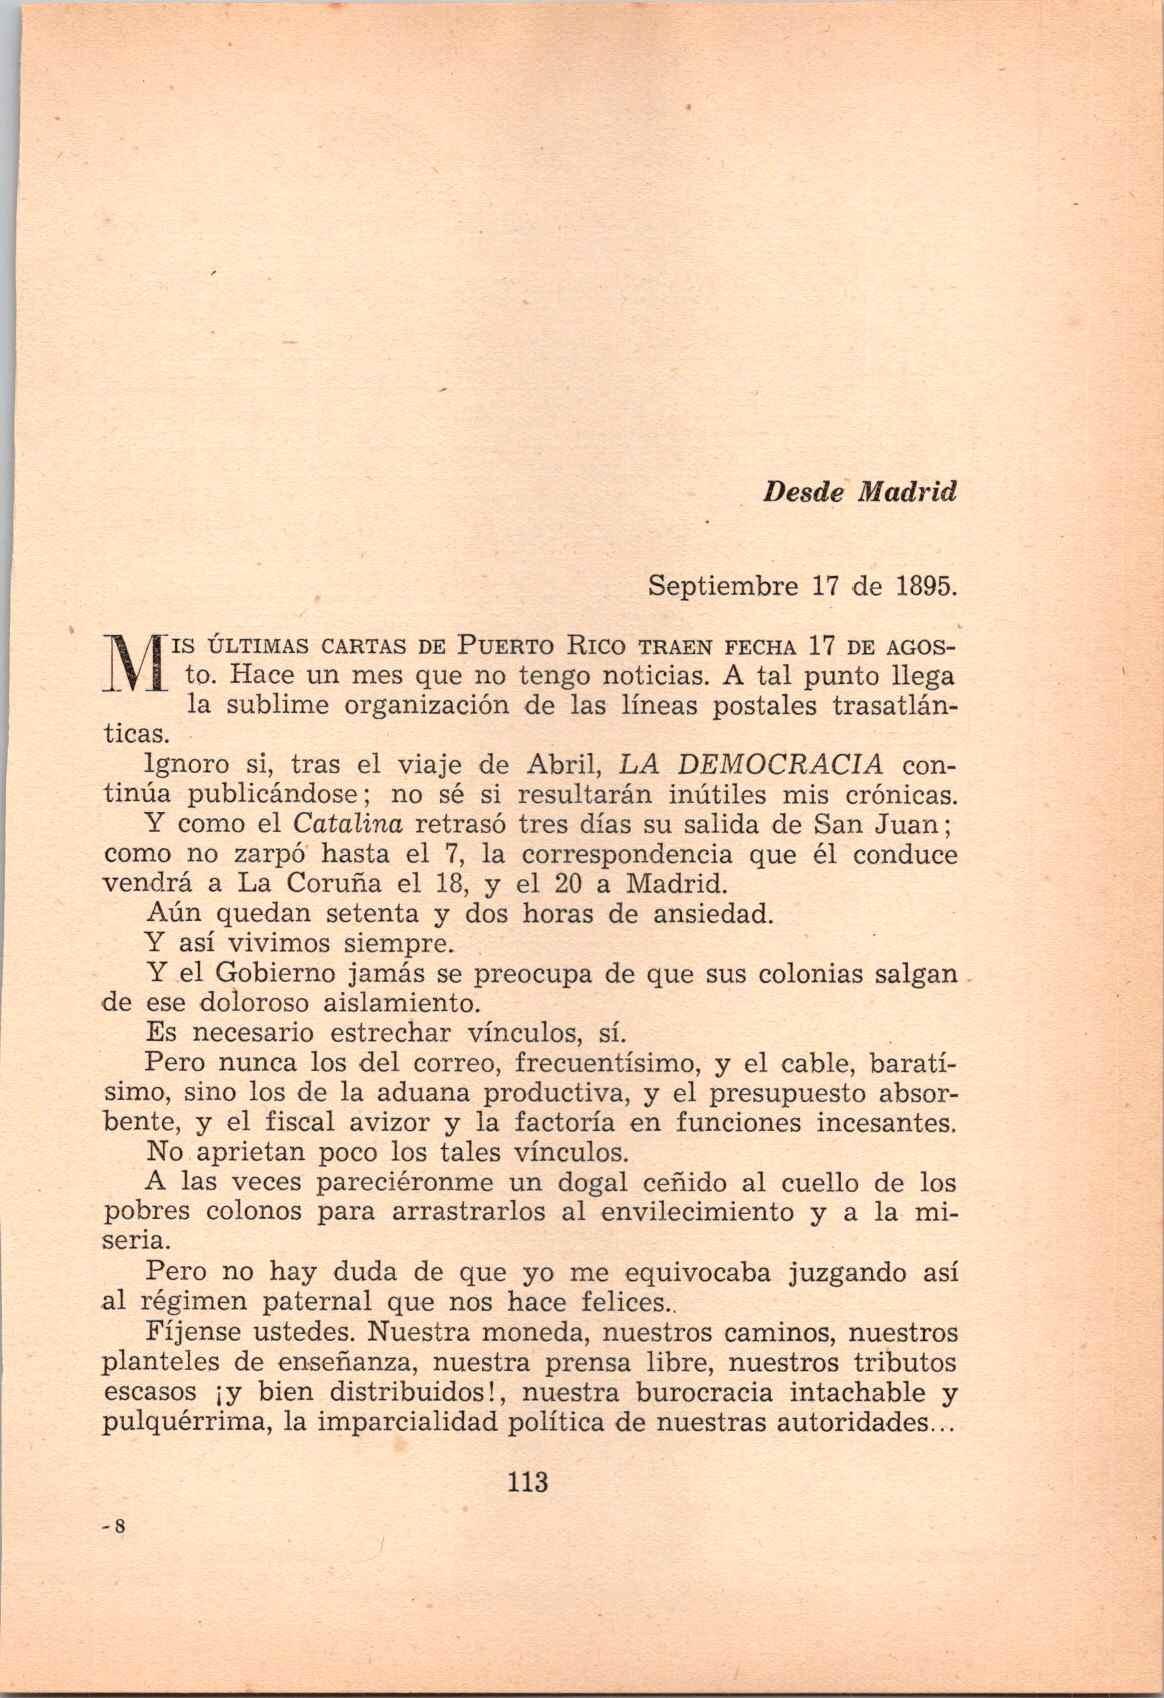 Desde Madrid
Septiembre 17 de 1895.
MIS ÚLTIMAS CARTAS DE PUERTO RICO TRAEN FECHA 17 DE AGOS-
to. Hace un mes que no tengo noticias. A tal punto llega
la sublime organización de las líneas postales trasatlán-
ticas.
Ignoro si, tras el viaje de Abril, LA DEMOCRACIA con-
tinúa publicándose; no sé si resultarán inútiles mis crónicas.
Y como el Catalina retrasó tres días su salida de San Juan;
como no zarpó hasta el 7, la correspondencia que él conduce
vendrá a La Coruña el 18, y el 20 a Madrid.
Aún quedan setenta y dos horas de ansiedad.
Y así vivimos siempre.
Y el Gobierno jamás se preocupa de que sus colonias salgan
de ese doloroso aislamiento.
Es necesario estrechar vínculos, sí.
Pero nunca los del correo, frecuentísimo, y el cable, baratí-
simo, sino los de la aduana productiva, y el presupuesto absor-
bente, y el fiscal avizor y la factoría en funciones incesantes.
No aprietan poco los tales vínculos.
A las veces pareciéronme un dogal ceñido al cuello de los
pobres colonos para arrastrarlos al envilecimiento y a la mi-
seria.
Pero no hay duda de que yo me equivocaba juzgando así
al régimen paternal que nos hace felices..
Fíjense ustedes. Nuestra moneda, nuestros caminos, nuestros
planteles de enseñanza, nuestra prensa libre, nuestros tributos
escasos ¡y bien distribuidos!, nuestra burocracia intachable y
pulquérrima, la imparcialidad política de nuestras autoridades...
113
-8